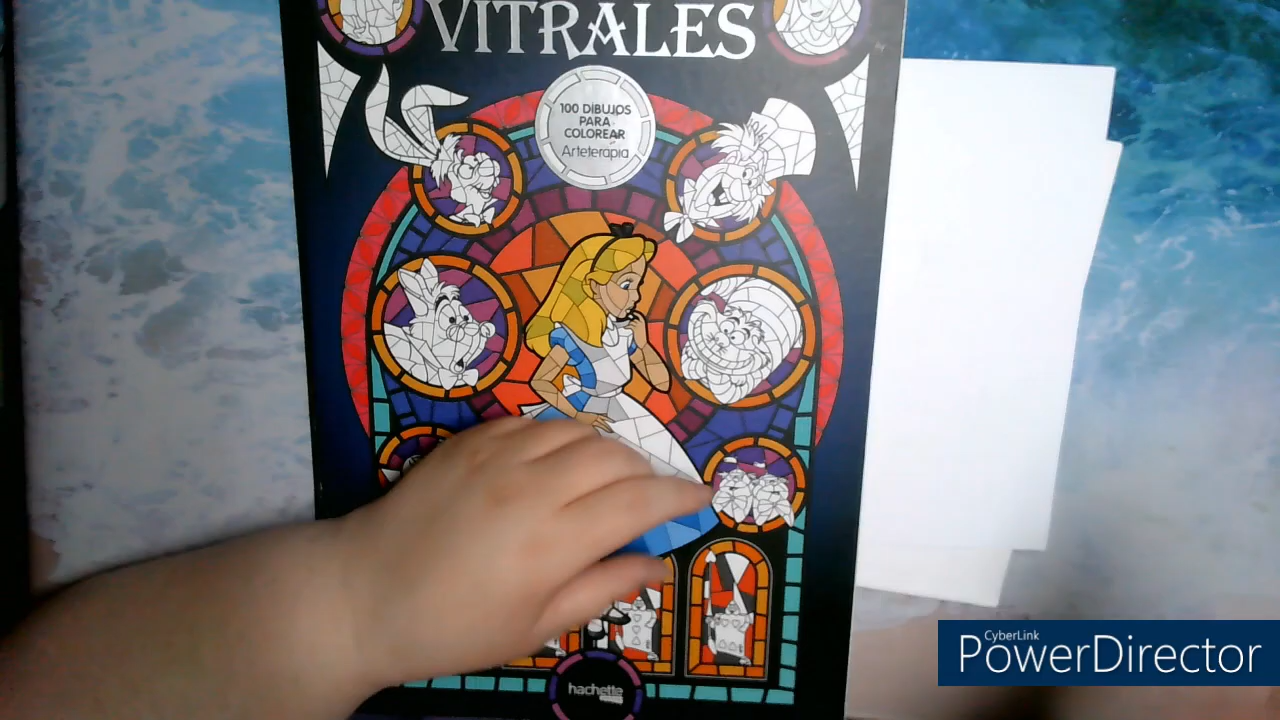 VITRALES
100 DIBUJOS
PARA
COLOREAR
Arteterapia
hachette
CyberLink
PowerDirector